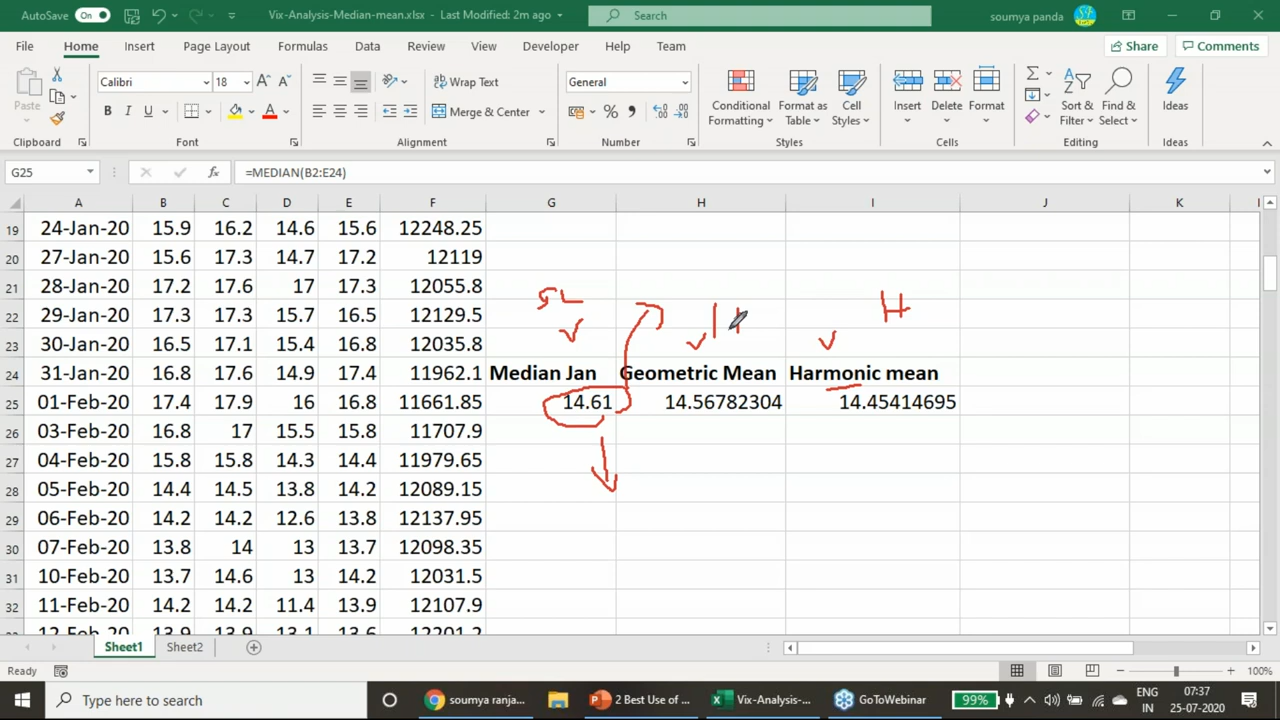 AutoSave On Vix-Analysis-Median-mean.xlsx - Last Modified: 2m ago Search soumya panda
File Home Insert Page Layout Formulas Data Review View Developer Help Team Share Comments
Paste Calibri 18 A A Wrap Text General Conditional Formatting Format as Table Cell Styles Insert Delete Format Sort & Filter Find & Select Ideas
B I U A Merge & Center % ,
Clipboard Font Alignment Number Styles Cells Editing Ideas
G25 fx =MEDIAN(B2:E24)
A B C D E F G H I J K
19 24-Jan-20 15.9 16.2 14.6 15.6 12248.25
20 27-Jan-20 15.6 17.3 14.7 17.2 12119
21 28-Jan-20 17.2 17.6 17 17.3 12055.8
22 29-Jan-20 17.3 17.3 15.7 16.5 12129.5
23 30-Jan-20 16.5 17.1 15.4 16.8 12035.8
24 31-Jan-20 16.8 17.6 14.9 17.4 11962.1 Median Jan Geometric Mean Harmonic mean
25 01-Feb-20 17.4 17.9 16 16.8 11661.85 14.61 14.56782304 14.45414695
26 03-Feb-20 16.8 17 15.5 15.8 11707.9
27 04-Feb-20 15.8 15.8 14.3 14.4 11979.65
28 05-Feb-20 14.4 14.5 13.8 14.2 12089.15
29 06-Feb-20 14.2 14.2 12.6 13.8 12137.95
30 07-Feb-20 13.8 14 13 13.7 12098.35
31 10-Feb-20 13.7 14.6 13 14.2 12031.5
32 11-Feb-20 14.2 14.2 11.4 13.9 12107.9
12-Feb-20 13.9 13.9 13.1 13.6 12201.2
Sheet1 Sheet2
Ready 100%
Type here to search soumya ranja... 2 Best Use of ... Vix-Analysis-... GoToWebinar 99% ENG 07:37
IN 25-07-2020